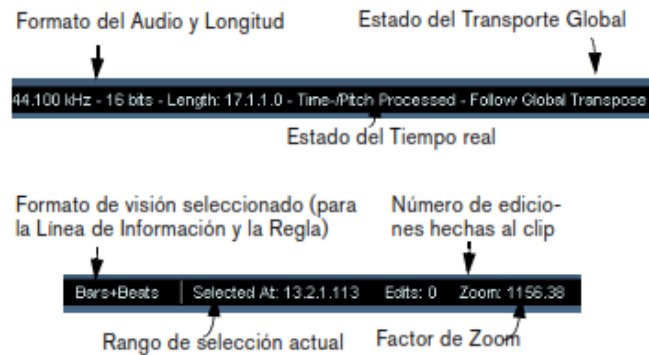 Formato del Audio y Longitud
Estado del Transporte Global
44.100 kHz - 16 bits - Length: 17.1.1.0 - Time-/Pitch Processed - Follow Global Transpose
Estado del Tiempo real
Formato de visión seleccionado (para
la Línea de Información y la Regla)
Número de edicio-
nes hechas al clip
Bars+Beats Selected At: 13.2.1.113 Edits: 0 Zoom: 1156.38
Rango de selección actual
Factor de Zoom